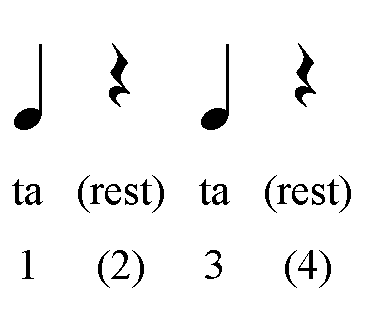 ta (rest) ta (rest)
1 (2) 3 (4)